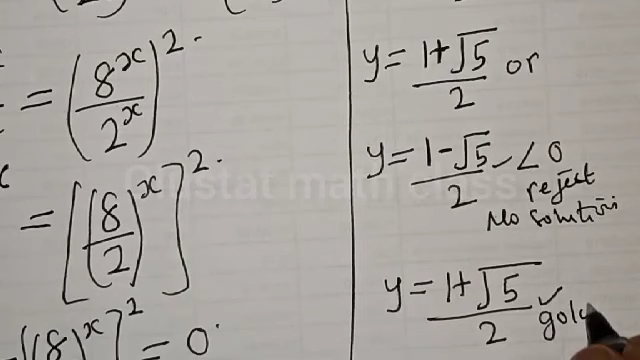 = (8^x/2^x)^2.
= [(8/2)^x]^2.
(8)^x]^2 = 0.
y = 1+√5/2 or
y = 1-√5/2 < 0
reject
No solution
y = 1+√5/2 ✓